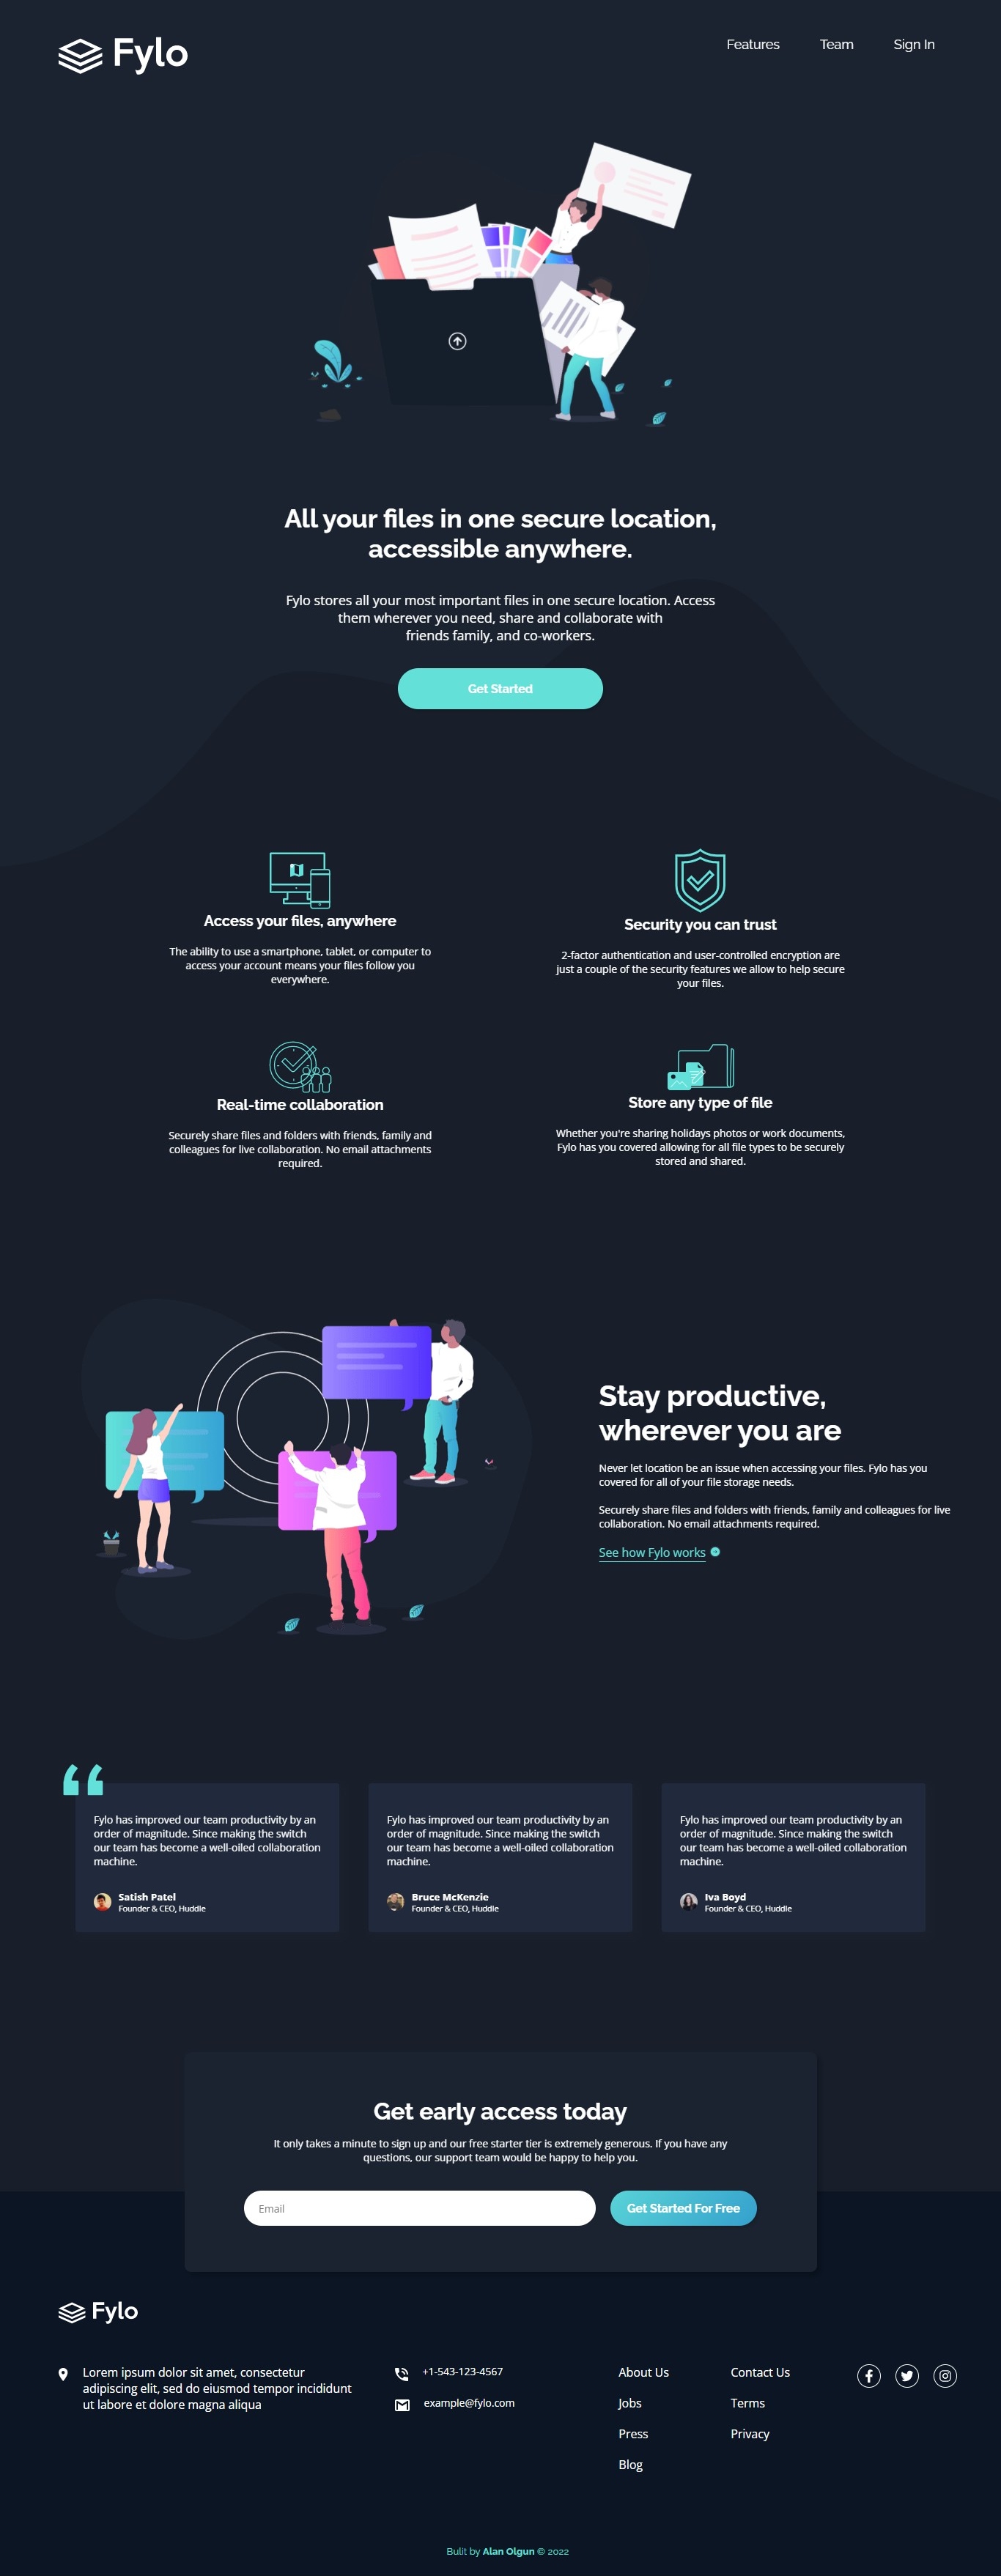 Fylo
Features Team Sign In
All your files in one secure location,
accessible anywhere.
Fylo stores all your most important files in one secure location. Access
them wherever you need, share and collaborate with
friends family, and co-workers.
Get Started
Access your files, anywhere
The ability to use a smartphone, tablet, or computer to
access your account means your files follow you
everywhere.
Security you can trust
2-factor authentication and user-controlled encryption are
just a couple of the security features we allow to help secure
your files.
Real-time collaboration
Securely share files and folders with friends, family and
colleagues for live collaboration. No email attachments
required.
Store any type of file
Whether you're sharing holidays photos or work documents,
Fylo has you covered allowing for all file types to be securely
stored and shared.
Stay productive,
wherever you are
Never let location be an issue when accessing your files. Fylo has you
covered for all of your file storage needs.
Securely share files and folders with friends, family and colleagues for live
collaboration. No email attachments required.
See how Fylo works
Fylo has improved our team productivity by an
order of magnitude. Since making the switch
our team has become a well-oiled collaboration
machine.
Satish Patel
Founder & CEO, Huddle
Fylo has improved our team productivity by an
order of magnitude. Since making the switch
our team has become a well-oiled collaboration
machine.
Bruce McKenzie
Founder & CEO, Huddle
Fylo has improved our team productivity by an
order of magnitude. Since making the switch
our team has become a well-oiled collaboration
machine.
Iva Boyd
Founder & CEO, Huddle
Get early access today
It only takes a minute to sign up and our free starter tier is extremely generous. If you have any
questions, our support team would be happy to help you.
Email
Get Started For Free
Fylo
Lorem ipsum dolor sit amet, consectetur
adipiscing elit, sed do eiusmod tempor incididunt
ut labore et dolore magna aliqua
+1-543-123-4567
example@fylo.com
About Us
Jobs
Press
Blog
Contact Us
Terms
Privacy
Bulit by Alan Olgun © 2022